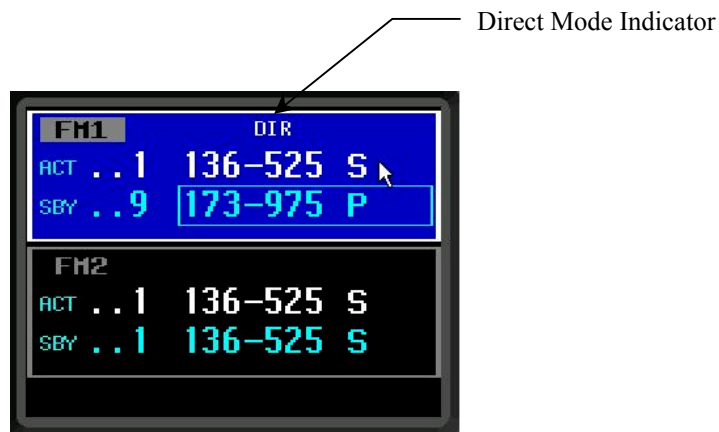 Direct Mode Indicator
FM1 DIR
ACT ..1 136-525 S
SBY ..9 173-975 P
FM2
ACT ..1 136-525 S
SBY ..1 136-525 S